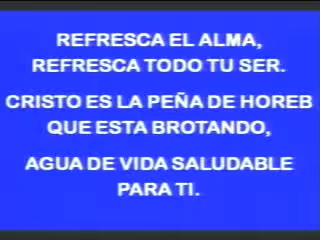 REFRESCA EL ALMA,
REFRESCA TODO TU SER.
CRISTO ES LA PEÑA DE HOREB
QUE ESTA BROTANDO,
AGUA DE VIDA SALUDABLE
PARA TI.